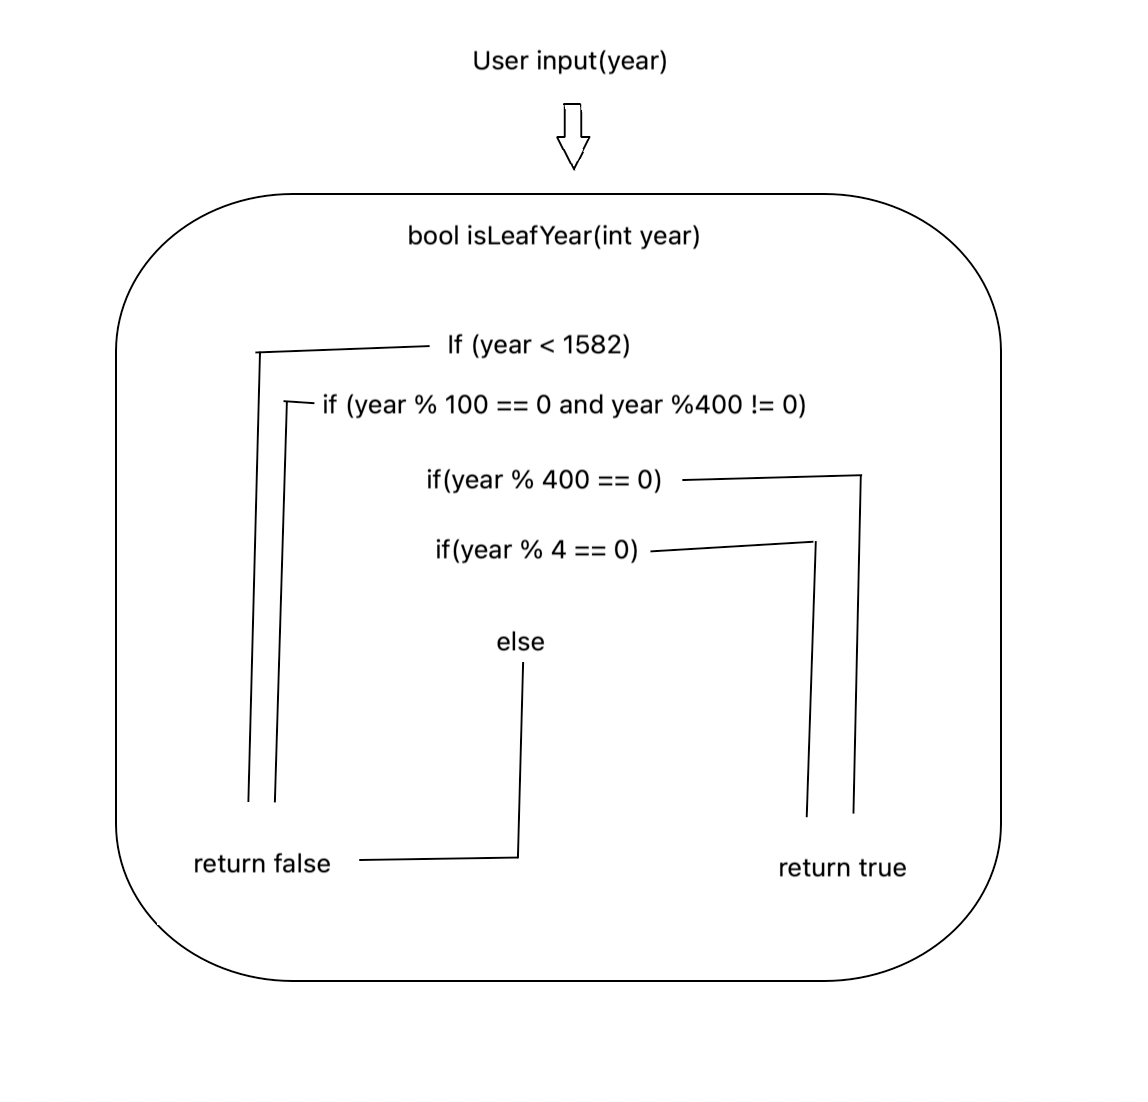 User input(year)
bool isLeafYear(int year)
If (year < 1582)
if (year % 100 == 0 and year %400 != 0)
if(year % 400 == 0)
if(year % 4 == 0)
else
return false
return true